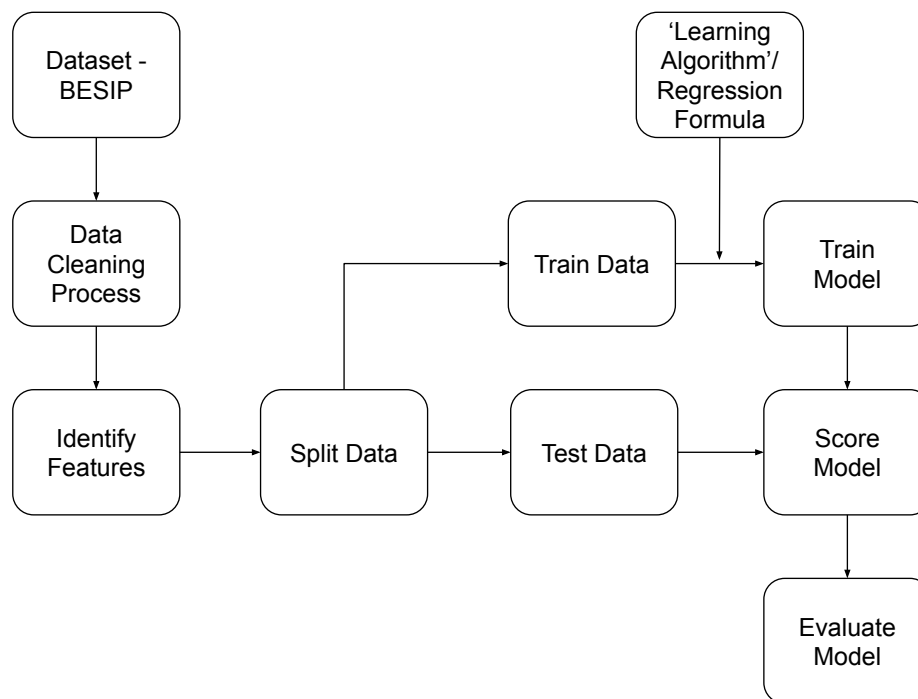 Dataset -
BESIP
‘Learning
Algorithm’/
Regression
Formula
Data
Cleaning
Process
Train Data
Train
Model
Identify
Features
Split Data
Test Data
Score
Model
Evaluate
Model